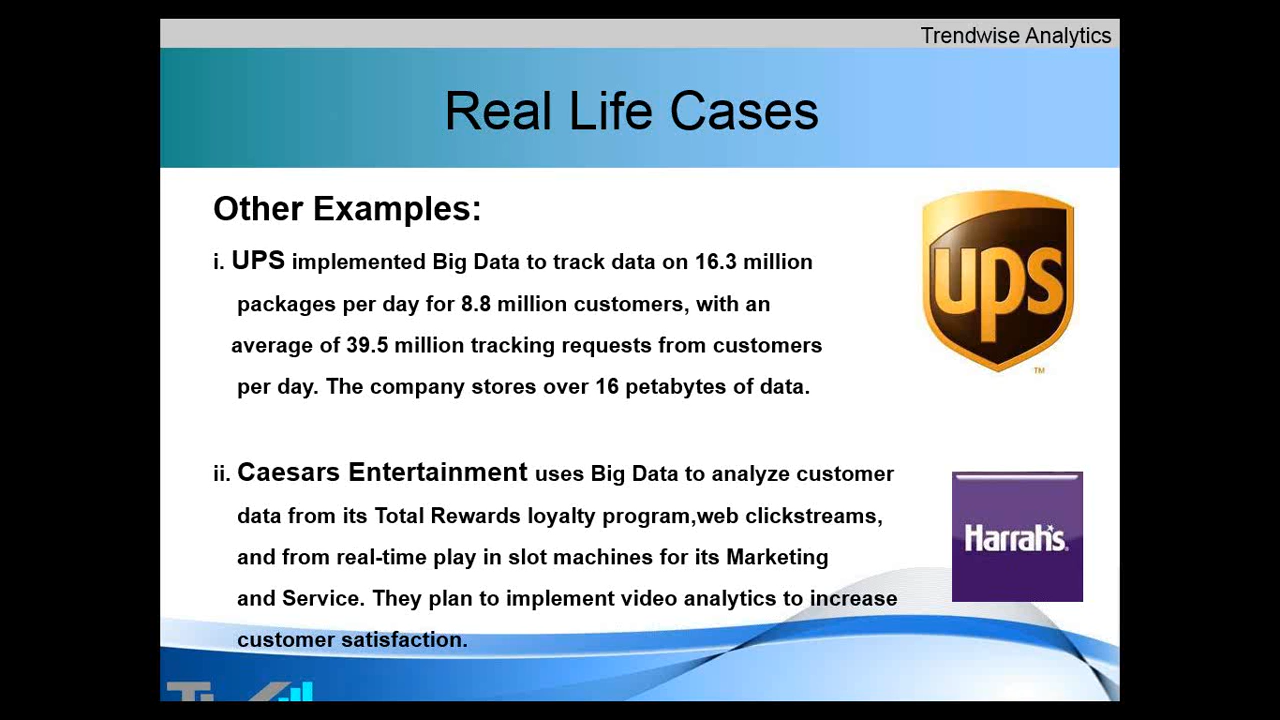 Trendwise Analytics
Real Life Cases
Other Examples:
i. UPS implemented Big Data to track data on 16.3 million
packages per day for 8.8 million customers, with an
average of 39.5 million tracking requests from customers
per day. The company stores over 16 petabytes of data.
ups
TM
ii. Caesars Entertainment uses Big Data to analyze customer
data from its Total Rewards loyalty program,web clickstreams,
and from real-time play in slot machines for its Marketing
and Service. They plan to implement video analytics to increase
customer satisfaction.
Harrah's